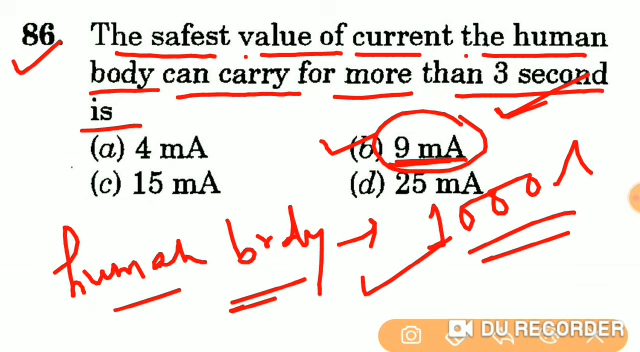 86. The safest value of current the human
body can carry for more than 3 second
is
(a) 4 mA (b) 9 mA
(c) 15 mA (d) 25 mA
human body → 1000
DU RECORDER